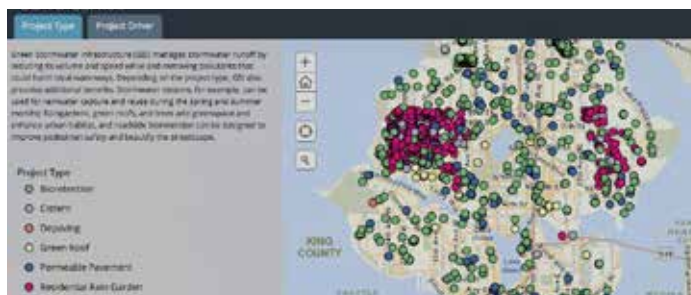 Project Type
Project Driver
Green Stormwater Infrastructure (GSI) manages stormwater runoff by
reducing its volume and speed while and removing pollutants that
could harm local waterways. Depending on the project type, GSI also
provides additional benefits. Stormwater cisterns, for example, can be
used for rainwater capture and reuse during the spring and summer
months. Raingardens, green roofs, and trees add greenspace and
enhance urban habitat, and roadside bioretention can be designed to
improve pedestrian safety and beautify the streetscape.
Project Type
Bioretention
Cistern
Depaving
Green Roof
Permeable Pavement
Residential Rain Garden
KING
COUNTY
SEATTLE